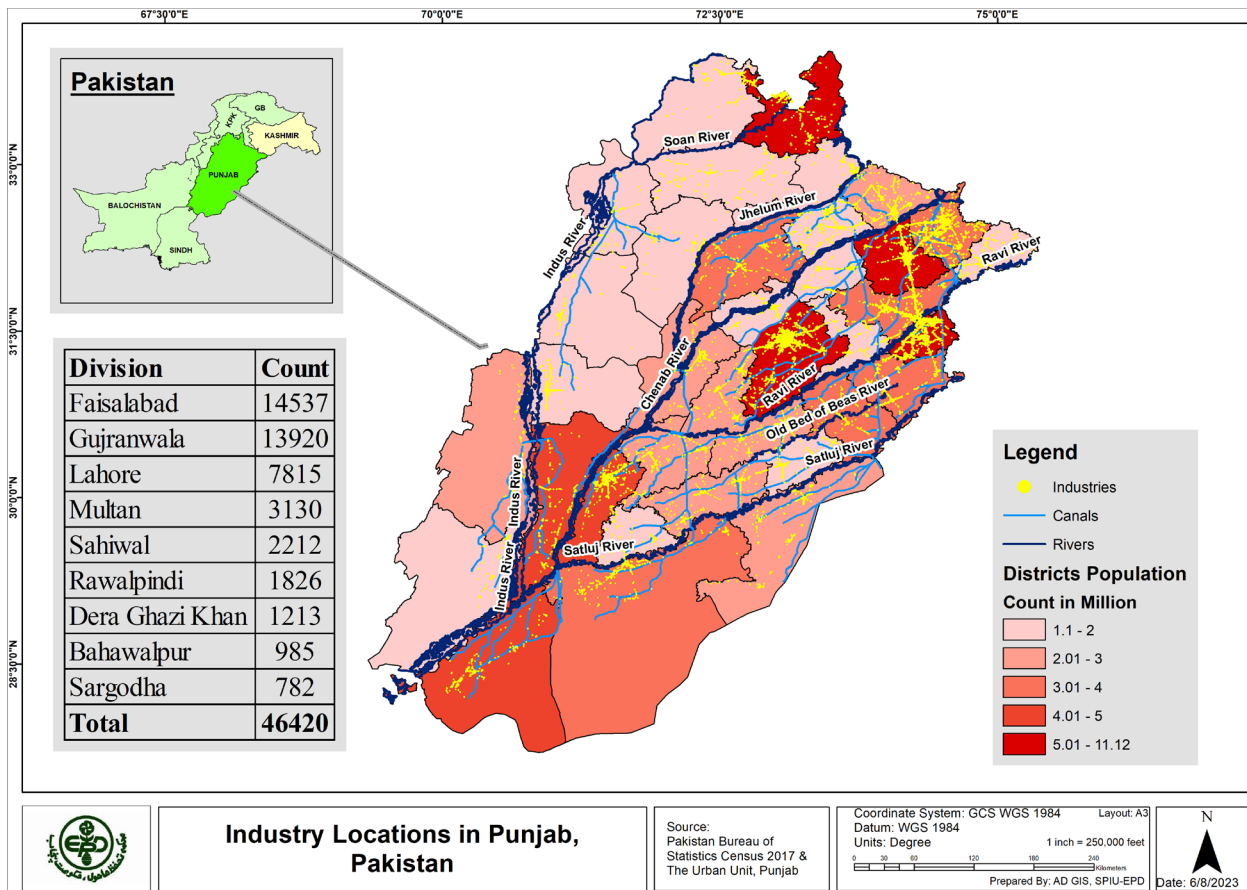 67°30'0"E 70°0'0"E 72°30'0"E 75°0'0"E
33°0'0"N
31°30'0"N
30°0'0"N
28°30'0"N
Pakistan
GB
KPK
KASHMIR
PUNJAB
BALOCHISTAN
SINDH
Division Count
Faisalabad 14537
Gujranwala 13920
Lahore 7815
Multan 3130
Sahiwal 2212
Rawalpindi 1826
Dera Ghazi Khan 1213
Bahawalpur 985
Sargodha 782
Total 46420
Soan River
Jhelum River
Indus River
Ravi River
Chenab River
Ravi River
Old Bed of Beas River
Satluj River
Indus River
Satluj River
Indus River
Legend
Industries
Canals
Rivers
Districts Population
Count in Million
1.1 - 2
2.01 - 3
3.01 - 4
4.01 - 5
5.01 - 11.12
Industry Locations in Punjab,
Pakistan
Source:
Pakistan Bureau of
Statistics Census 2017 &
The Urban Unit, Punjab
Coordinate System: GCS WGS 1984 Layout: A3
Datum: WGS 1984
Units: Degree 1 inch = 250,000 feet
0 15 30 60 120 180 240
Kilometers
Prepared By: AD GIS, SPIU-EPD
N
Date: 6/8/2023